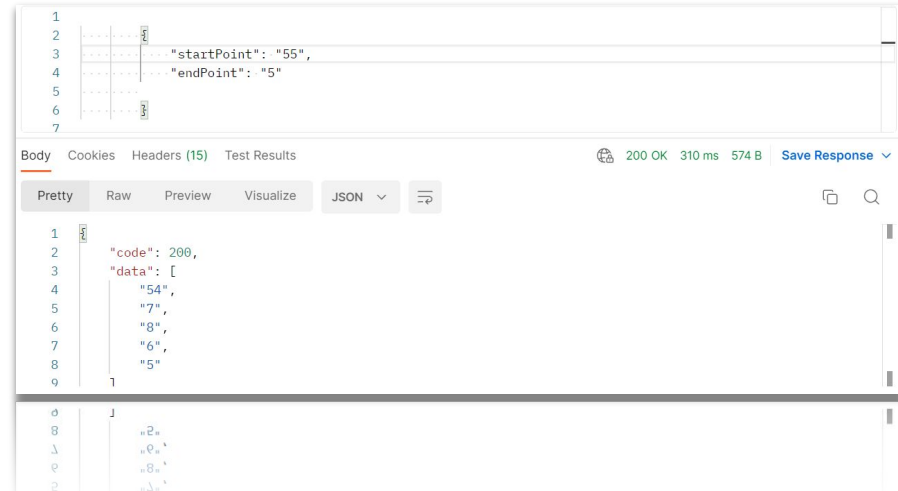 1
2 {
3 "startPoint": "55",
4 "endPoint": "5"
5
6 }
7
Body Cookies Headers (15) Test Results 200 OK 310 ms 574 B Save Response
Pretty Raw Preview Visualize JSON
1 {
2 "code": 200,
3 "data": [
4 "54",
5 "7",
6 "8",
7 "6",
8 "5"
9 ]